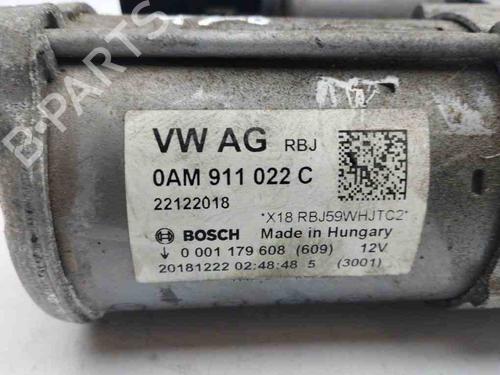 B-PARTS
VW AG RBJ
0AM 911 022 C
22122018
*X18 RBJ59WHJTC2*
BOSCH Made in Hungary
↓ 0 001 179 608 (609) 12V
20181222 02:48:48 5 (3001)